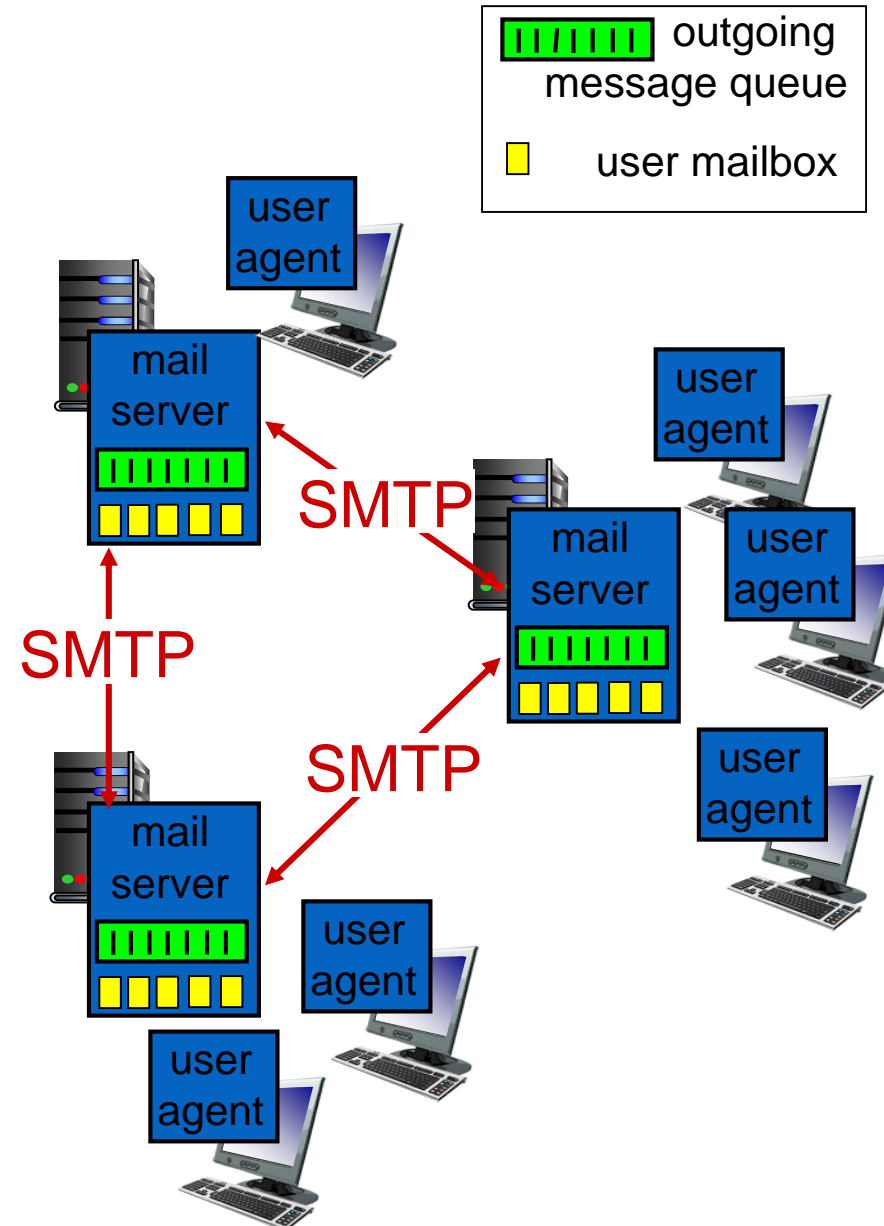 outgoing
message queue
user mailbox
user
agent
mail
server
user
agent
SMTP
user
agent
mail
server
SMTP
SMTP
user
agent
mail
server
user
agent
user
agent